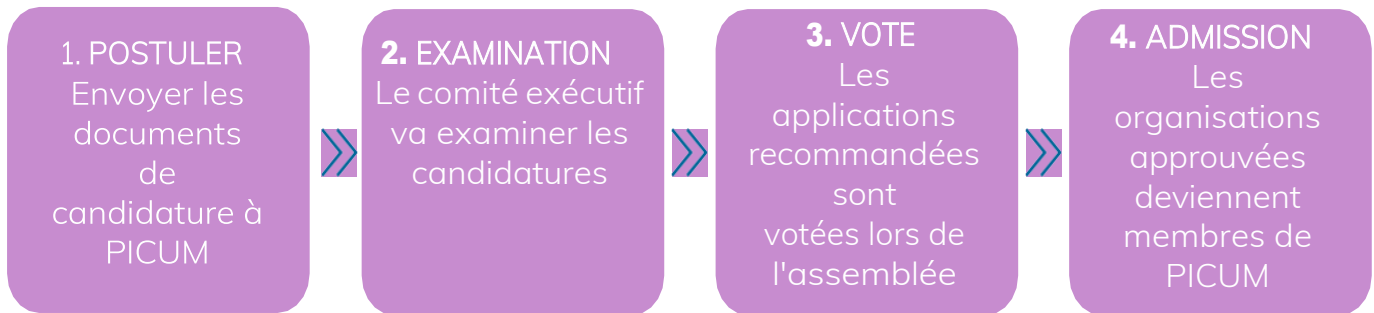 1. POSTULER
Envoyer les
documents
de
candidature à
PICUM
2. EXAMINATION
Le comité exécutif
va examiner les
candidatures
3. VOTE
Les
applications
recommandées
sont
votées lors de
l'assemblée
4. ADMISSION
Les
organisations
approuvées
deviennent
membres de
PICUM